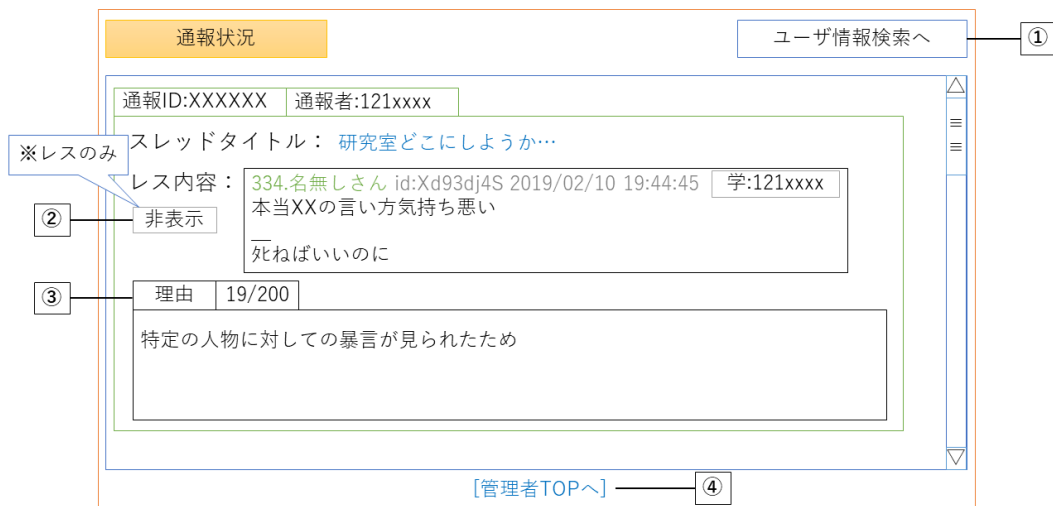 通報状況
ユーザ情報検索へ
①
通報ID:XXXXXX
通報者:121xxxx
スレッドタイトル： 研究室どこにしようか…
※レスのみ
レス内容：
334.名無しさん id:Xd93dj4S 2019/02/10 19:44:45
学:121xxxx
本当XXの言い方気持ち悪い
②
非表示
死ねばいいのに
③
理由
19/200
特定の人物に対しての暴言が見られたため
[管理者TOPへ]
④